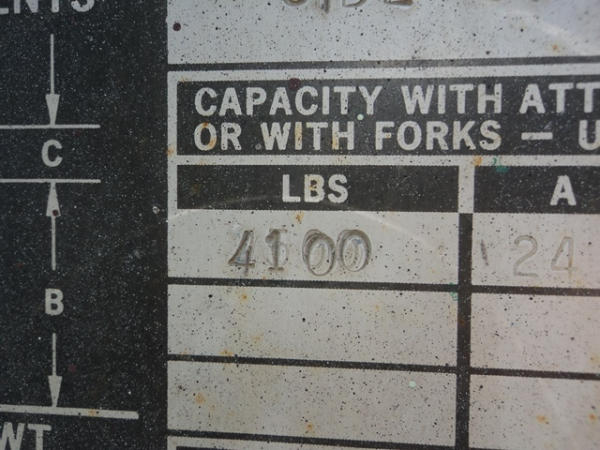 CAPACITY WITH ATT
OR WITH FORKS — U
LBS A
4100 24
C
B
WT